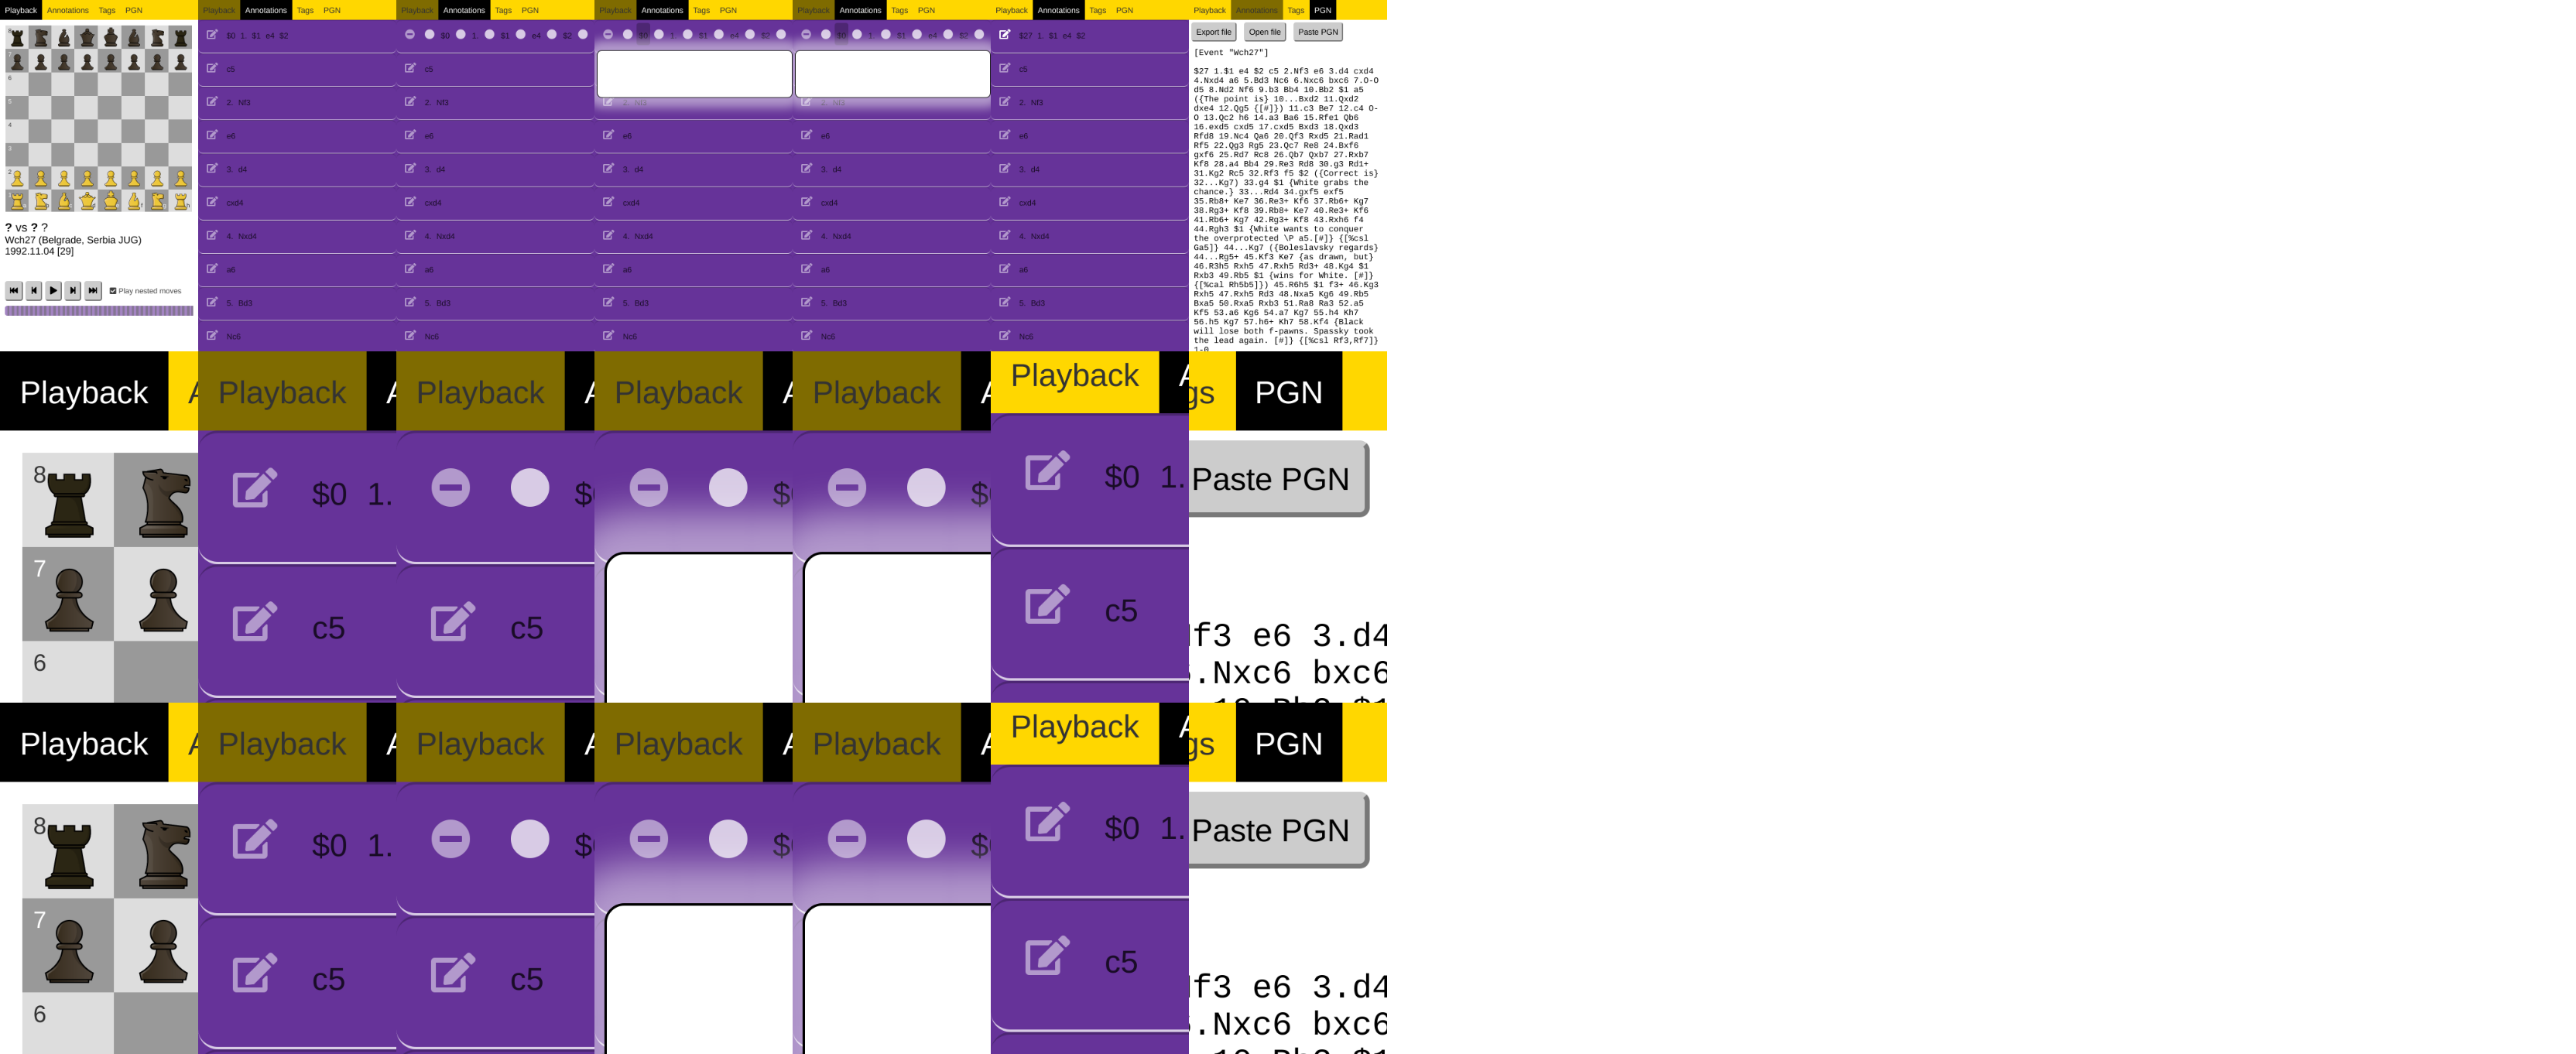 Playback Annotations Tags PGN
8
7
6
5
4
3
2
? vs ? ?
Wch27 (Belgrade, Serbia JUG)
1992.11.04 [29]
Play nested moves
Playback Annotations Tags PGN
$0 1. $1 e4 $2
c5
2. Nf3
e6
3. d4
cxd4
4. Nxd4
a6
5. Bd3
Nc6
Playback Annotations Tags PGN
$0 1. $1 e4 $2
c5
2. Nf3
e6
3. d4
cxd4
4. Nxd4
a6
5. Bd3
Nc6
Playback Annotations Tags PGN
$0 1. $1 e4 $2
2. Nf3
e6
3. d4
cxd4
4. Nxd4
a6
5. Bd3
Nc6
Playback Annotations Tags PGN
$0 1. $1 e4 $2
2. Nf3
e6
3. d4
cxd4
4. Nxd4
a6
5. Bd3
Nc6
Playback Annotations Tags PGN
$27 1. $1 e4 $2
c5
2. Nf3
e6
3. d4
cxd4
4. Nxd4
a6
5. Bd3
Nc6
Playback Annotations Tags PGN
Export file Open file Paste PGN
[Event "Wch27"]
$27 1.$1 e4 $2 c5 2.Nf3 e6 3.d4 cxd4
4.Nxd4 a6 5.Bd3 Nc6 6.Nxc6 bxc6 7.O-O
d5 8.Nd2 Nf6 9.b3 Bb4 10.Bb2 $1 a5
({The point is} 10...Bxd2 11.Qxd2
dxe4 12.Qg5 {[#]}) 11.c3 Be7 12.c4 O-
O 13.Qc2 h6 14.a3 Ba6 15.Rfe1 Qb6
16.exd5 cxd5 17.cxd5 Bxd3 18.Qxd3
Rfd8 19.Nc4 Qa6 20.Qf3 Rxd5 21.Rad1
Rf5 22.Qg3 Rg5 23.Qc7 Re8 24.Bxf6
gxf6 25.Rd7 Rc8 26.Qb7 Qxb7 27.Rxb7
Kf8 28.a4 Bb4 29.Re3 Rd8 30.g3 Rd1+
31.Kg2 Rc5 32.Rf3 f5 $2 ({Correct is}
32...Kg7) 33.g4 $1 {White grabs the
chance.} 33...Rd4 34.gxf5 exf5
35.Rb8+ Ke7 36.Re3+ Kf6 37.Rb6+ Kg7
38.Rg3+ Kf8 39.Rb8+ Ke7 40.Re3+ Kf6
41.Rb6+ Kg7 42.Rg3+ Kf8 43.Rxh6 f4
44.Rgh3 $1 {White wants to conquer
the overprotected \P a5.[#]} {[%csl
Ga5]} 44...Kg7 ({Boleslavsky regards}
44...Rg5+ 45.Kf3 Ke7 {as drawn, but}
46.R3h5 Rxh5 47.Rxh5 Rd3+ 48.Kg4 $1
Rxb3 49.Rb5 $1 {wins for White. [#]}
{[%cal Rh5b5]}) 45.R6h5 $1 f3+ 46.Kg3
Rxh5 47.Rxh5 Rd3 48.Nxa5 Kg6 49.Rb5
Bxa5 50.Rxa5 Rxb3 51.Ra8 Ra3 52.a5
Kf5 53.a6 Kg6 54.a7 Kg7 55.h4 Kh7
56.h5 Kg7 57.h6+ Kh7 58.Kf4 {Black
will lose both f-pawns. Spassky took
the lead again. [#]} {[%csl Rf3,Rf7]}
1-0
Playback
8
7
6
Playback
$0 1.
c5
Playback
c5
Playback
Playback
Playback
$0 1.
c5
gs PGN
Paste PGN
f3 e6 3.d4
.Nxc6 bxc6
Playback
8
7
6
Playback
$0 1.
c5
Playback
c5
Playback
Playback
Playback
$0 1.
c5
gs PGN
Paste PGN
f3 e6 3.d4
.Nxc6 bxc6